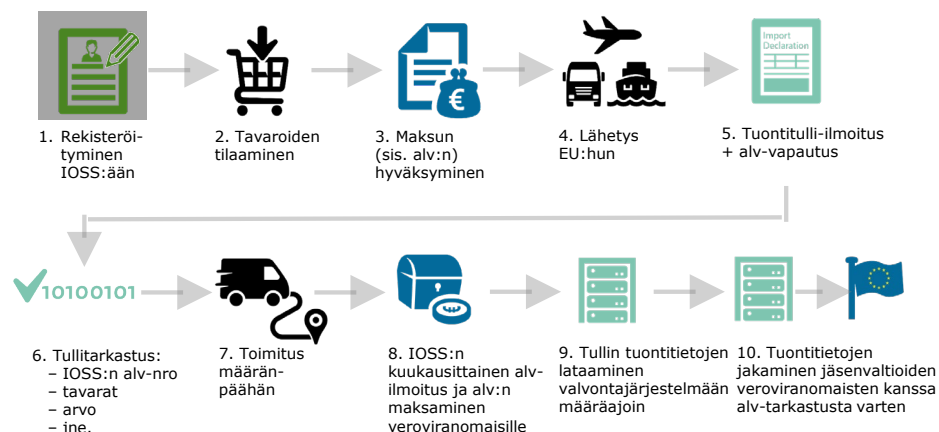 Import
Declaration
€
1. Rekisteröi-
tyminen
IOSS:ään
2. Tavaroiden
tilaaminen
3. Maksun
(sis. alv:n)
hyväksyminen
4. Lähetys
EU:hun
5. Tuontitulli-ilmoitus
+ alv-vapautus
10100101
6. Tullitarkastus:
– IOSS:n alv-nro
– tavarat
– arvo
– jne.
7. Toimitus
määrän-
päähän
8. IOSS:n
kuukausittainen alv-
ilmoitus ja alv:n
maksaminen
veroviranomaisille
9. Tullin tuontitietojen
lataaminen
valvontajärjestelmään
määräajoin
10. Tuontitietojen
jakaminen jäsenvaltioiden
veroviranomaisten kanssa
alv-tarkastusta varten